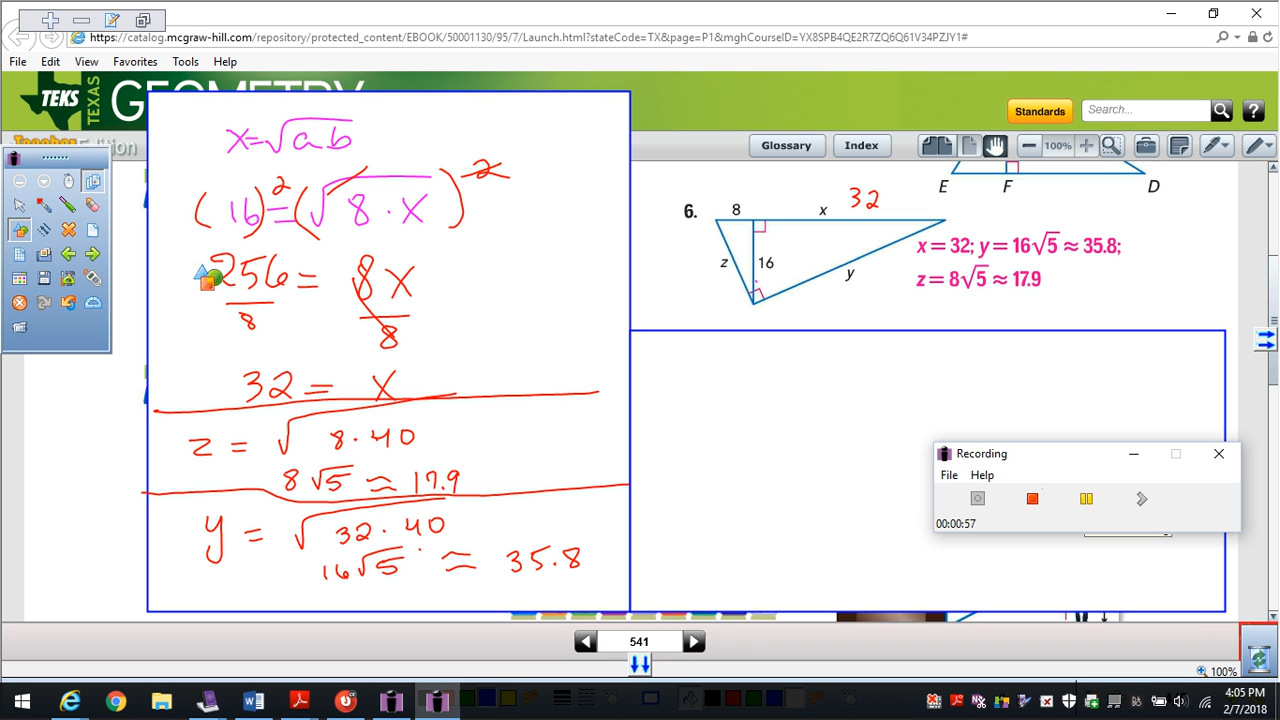 https://catalog.mcgraw-hill.com/repository/protected_content/EBOOK/50001130/95/7/Launch.html?stateCode=TX&page=P1&mghCourseID=YX8SPB4QE2R7ZQ6Q61V34PZJY1#
File Edit View Favorites Tools Help
TEKS
TEXAS
GEOMETRY
Standards
Search...
?
Teacher Edition
Glossary
Index
100%
E F D
x=√ab
(16)²=(√8·x)²
256 = 8x
8 8
32 = x
z = √8·40
8√5 ≈ 17.9
y = √32·40
16√5 ≈ 35.8
6.
8
x
32
z
16
y
x = 32; y = 16√5 ≈ 35.8;
z = 8√5 ≈ 17.9
Recording
File Help
00:00:57
541
100%
4:05 PM
2/7/2018